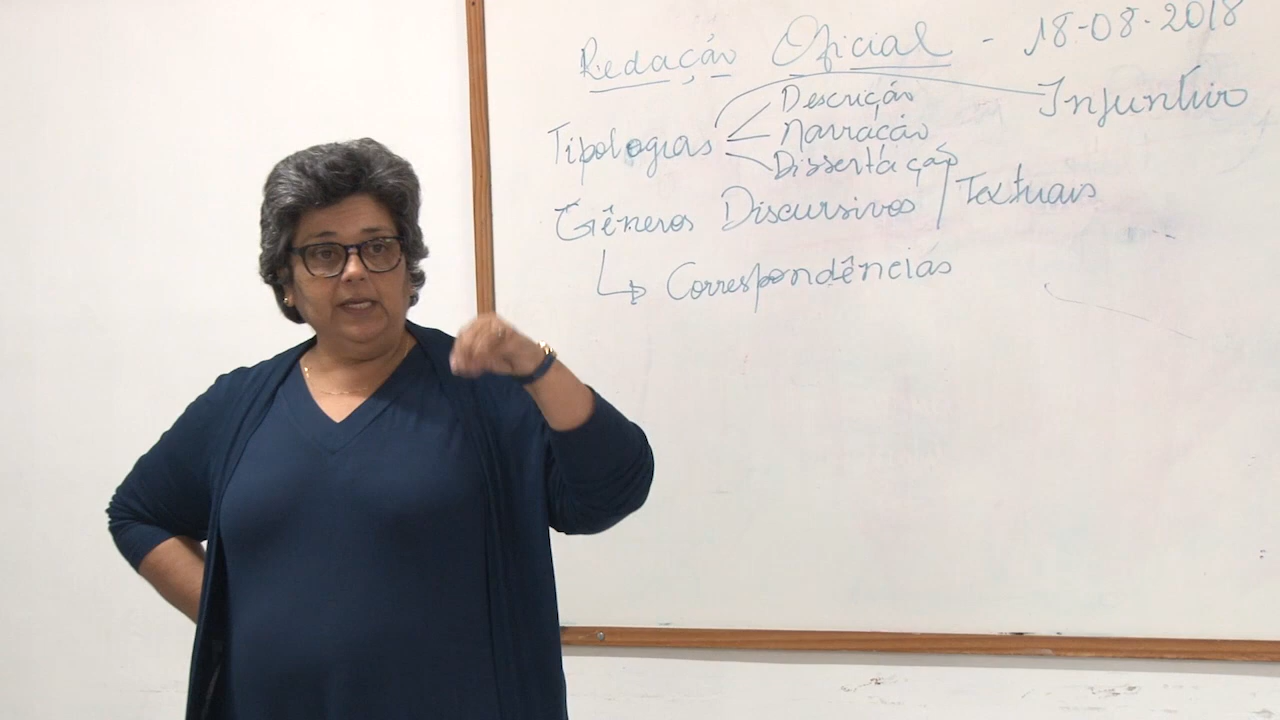 Redação Oficial - 18-08-2018
Descrição
Injuntivo
Tipologias
Narração
Dissertação
Gêneros Discursivos / Textuais
Correspondências